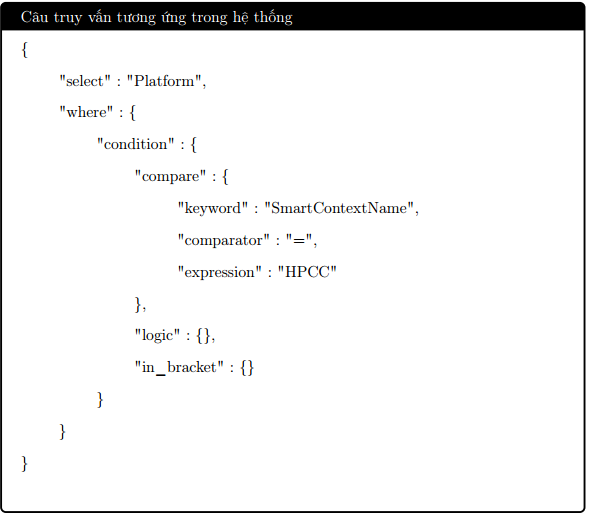 Câu truy vấn tương ứng trong hệ thống
{
"select" : "Platform",
"where" : {
"condition" : {
"compare" : {
"keyword" : "SmartContextName",
"comparator" : "=",
"expression" : "HPCC"
},
"logic" : {},
"in_bracket" : {}
}
}
}